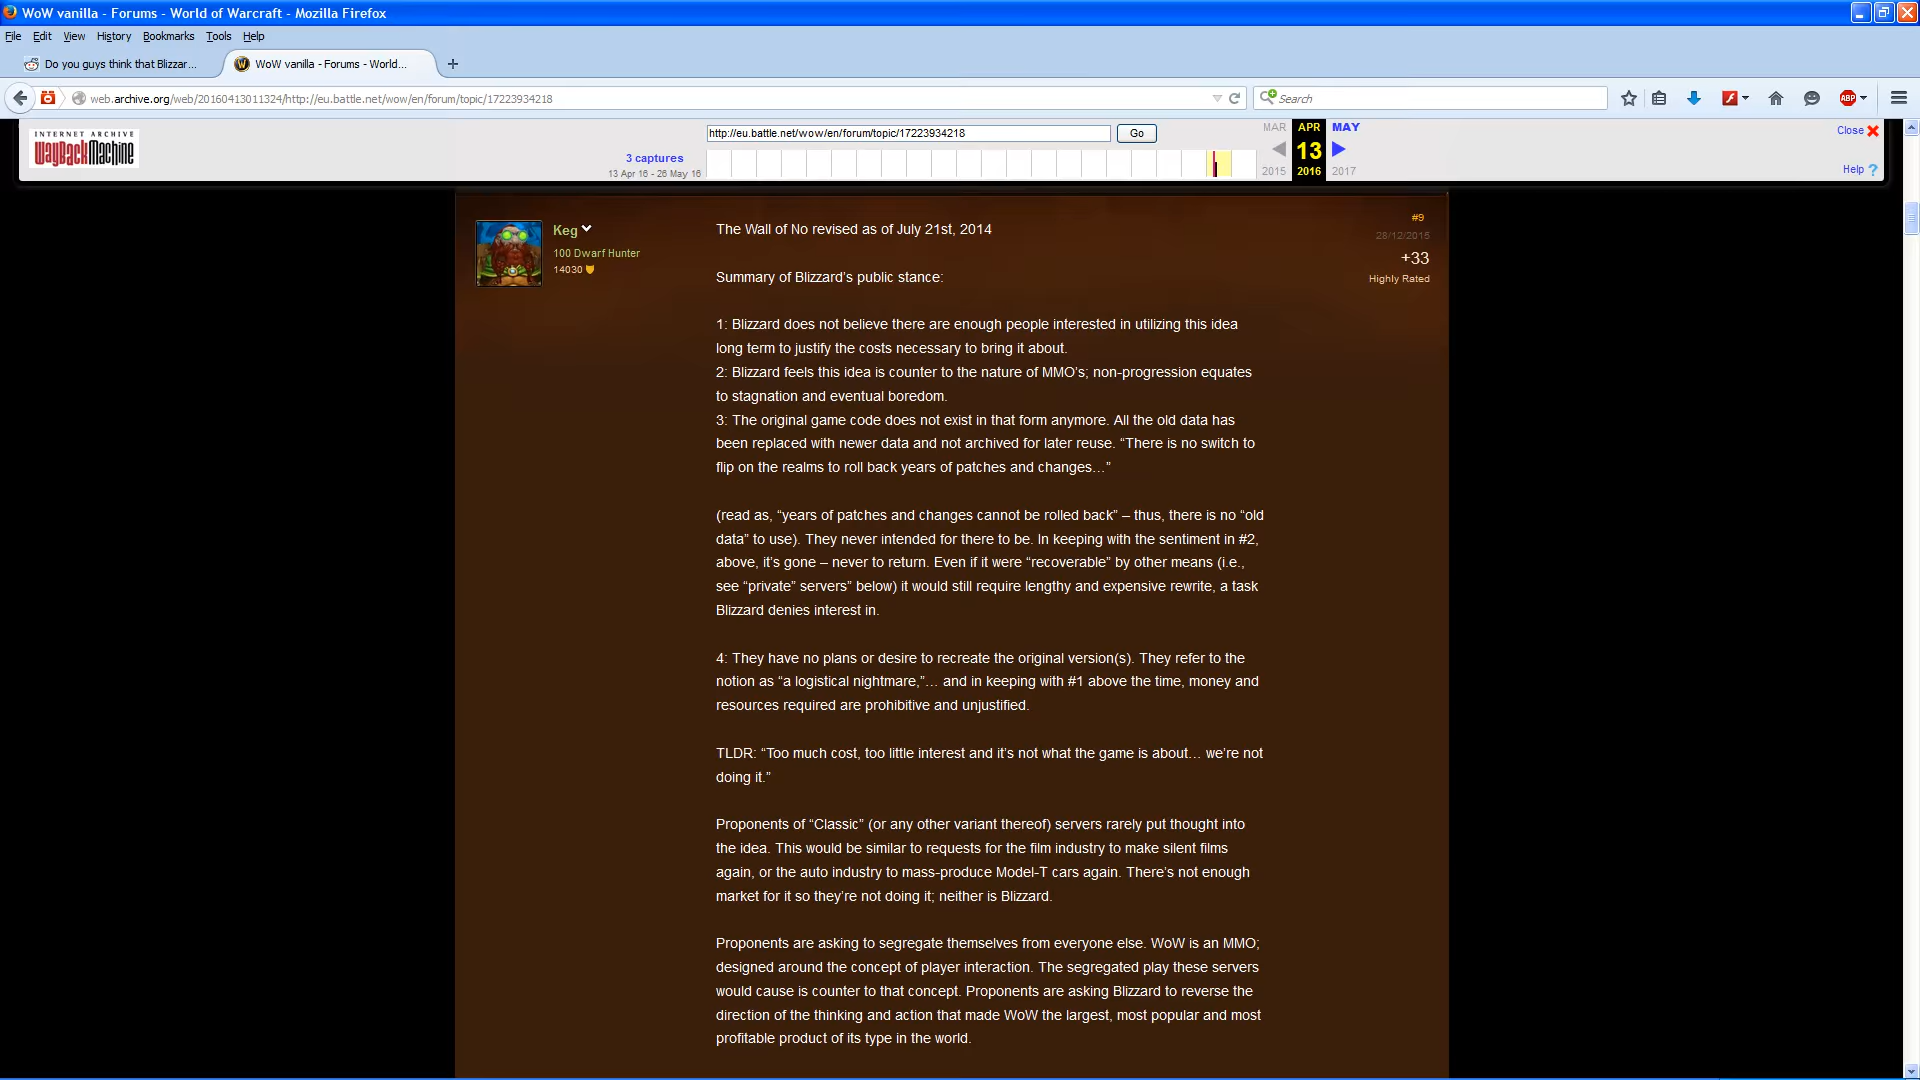 WoW vanilla - Forums - World of Warcraft - Mozilla Firefox
File Edit View History Bookmarks Tools Help
Do you guys think that Blizzar...
WoW vanilla - Forums - World...
web.archive.org/web/20160413011324/http://eu.battle.net/wow/en/forum/topic/17223934218
Search
ABP
INTERNET ARCHIVE
WayBackMachine
http://eu.battle.net/wow/en/forum/topic/17223934218
Go
3 captures
13 Apr 16 - 26 May 16
MAR APR MAY
13
2015 2016 2017
Close
Help ?
Keg
100 Dwarf Hunter
14030
#9
28/12/2015
+33
Highly Rated
The Wall of No revised as of July 21st, 2014
Summary of Blizzard’s public stance:
1: Blizzard does not believe there are enough people interested in utilizing this idea
long term to justify the costs necessary to bring it about.
2: Blizzard feels this idea is counter to the nature of MMO’s; non-progression equates
to stagnation and eventual boredom.
3: The original game code does not exist in that form anymore. All the old data has
been replaced with newer data and not archived for later reuse. “There is no switch to
flip on the realms to roll back years of patches and changes…”
(read as, “years of patches and changes cannot be rolled back” – thus, there is no “old
data” to use). They never intended for there to be. In keeping with the sentiment in #2,
above, it’s gone – never to return. Even if it were “recoverable” by other means (i.e.,
see “private” servers” below) it would still require lengthy and expensive rewrite, a task
Blizzard denies interest in.
4: They have no plans or desire to recreate the original version(s). They refer to the
notion as “a logistical nightmare,”… and in keeping with #1 above the time, money and
resources required are prohibitive and unjustified.
TLDR: “Too much cost, too little interest and it’s not what the game is about… we’re not
doing it.”
Proponents of “Classic” (or any other variant thereof) servers rarely put thought into
the idea. This would be similar to requests for the film industry to make silent films
again, or the auto industry to mass-produce Model-T cars again. There’s not enough
market for it so they’re not doing it; neither is Blizzard.
Proponents are asking to segregate themselves from everyone else. WoW is an MMO;
designed around the concept of player interaction. The segregated play these servers
would cause is counter to that concept. Proponents are asking Blizzard to reverse the
direction of the thinking and action that made WoW the largest, most popular and most
profitable product of its type in the world.